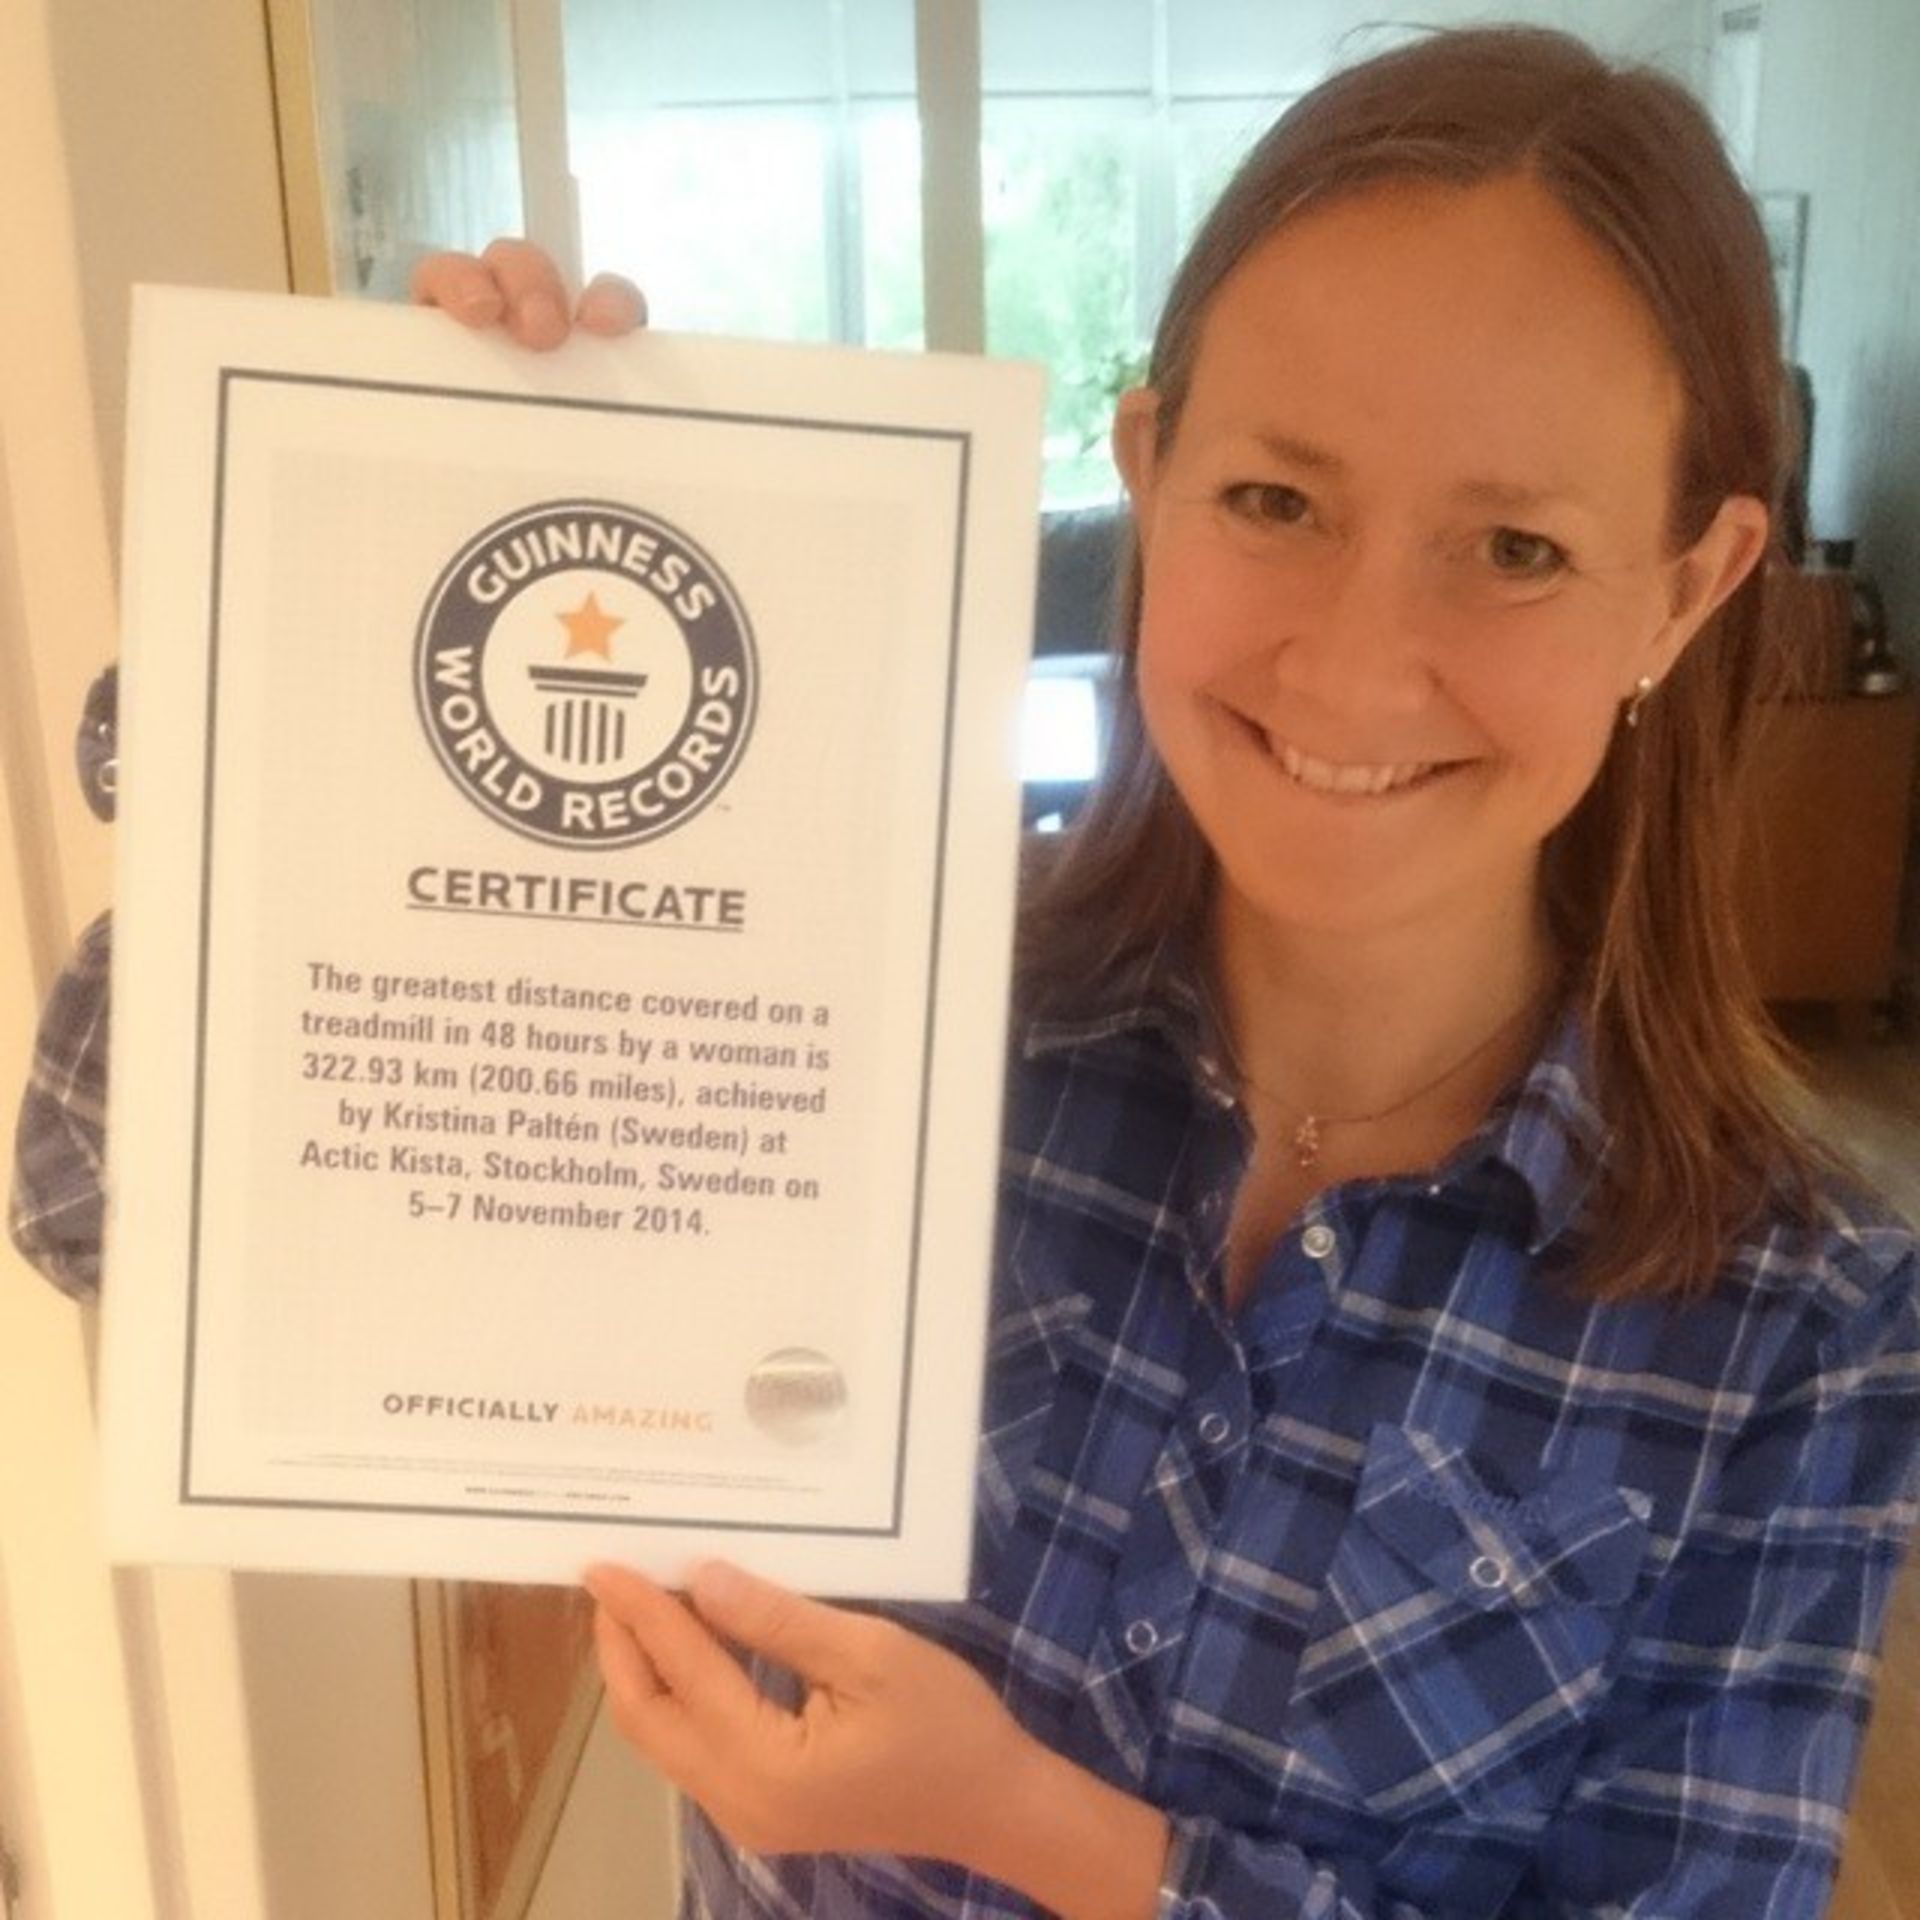 GUINNESS
WORLD RECORDS
CERTIFICATE
The greatest distance covered on a
treadmill in 48 hours by a woman is
322.93 km (200.66 miles), achieved
by Kristina Paltén (Sweden) at
Actic Kista, Stockholm, Sweden on
5–7 November 2014.
OFFICIALLY AMAZING